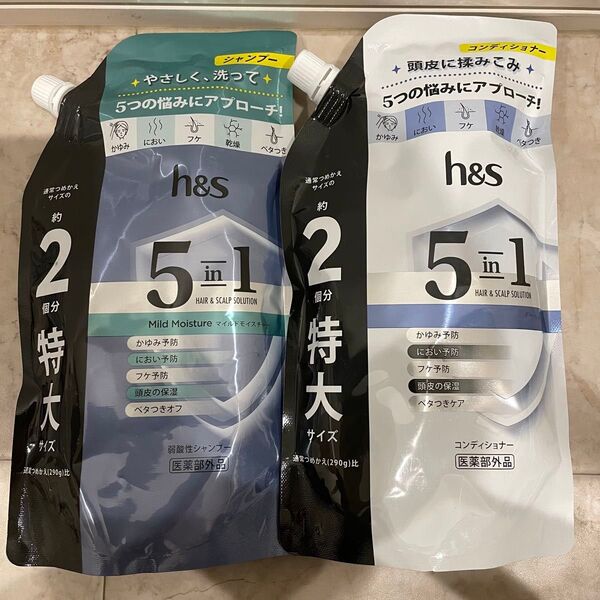 シャンプー
やさしく、洗って
5つの悩みにアプローチ!
かゆみ
におい
フケ
乾燥
ベタつき
通常つめかえ
サイズの
約
2
個分
特大
サイズ
通常つめかえ(290g)比
h&s
5 in 1
HAIR & SCALP SOLUTION
Mild Moisture マイルドモイスチャー
かゆみ予防
におい予防
フケ予防
頭皮の保湿
ベタつきオフ
弱酸性シャンプー
医薬部外品
コンディショナー
頭皮に揉みこみ
5つの悩みにアプローチ!
かゆみ
におい
フケ
乾燥
ベタつき
通常つめかえ
サイズの
約
2
個分
特大
サイズ
通常つめかえ(290g)比
h&s
5 in 1
HAIR & SCALP SOLUTION
かゆみ予防
におい予防
フケ予防
頭皮の保湿
ベタつきケア
コンディショナー
医薬部外品